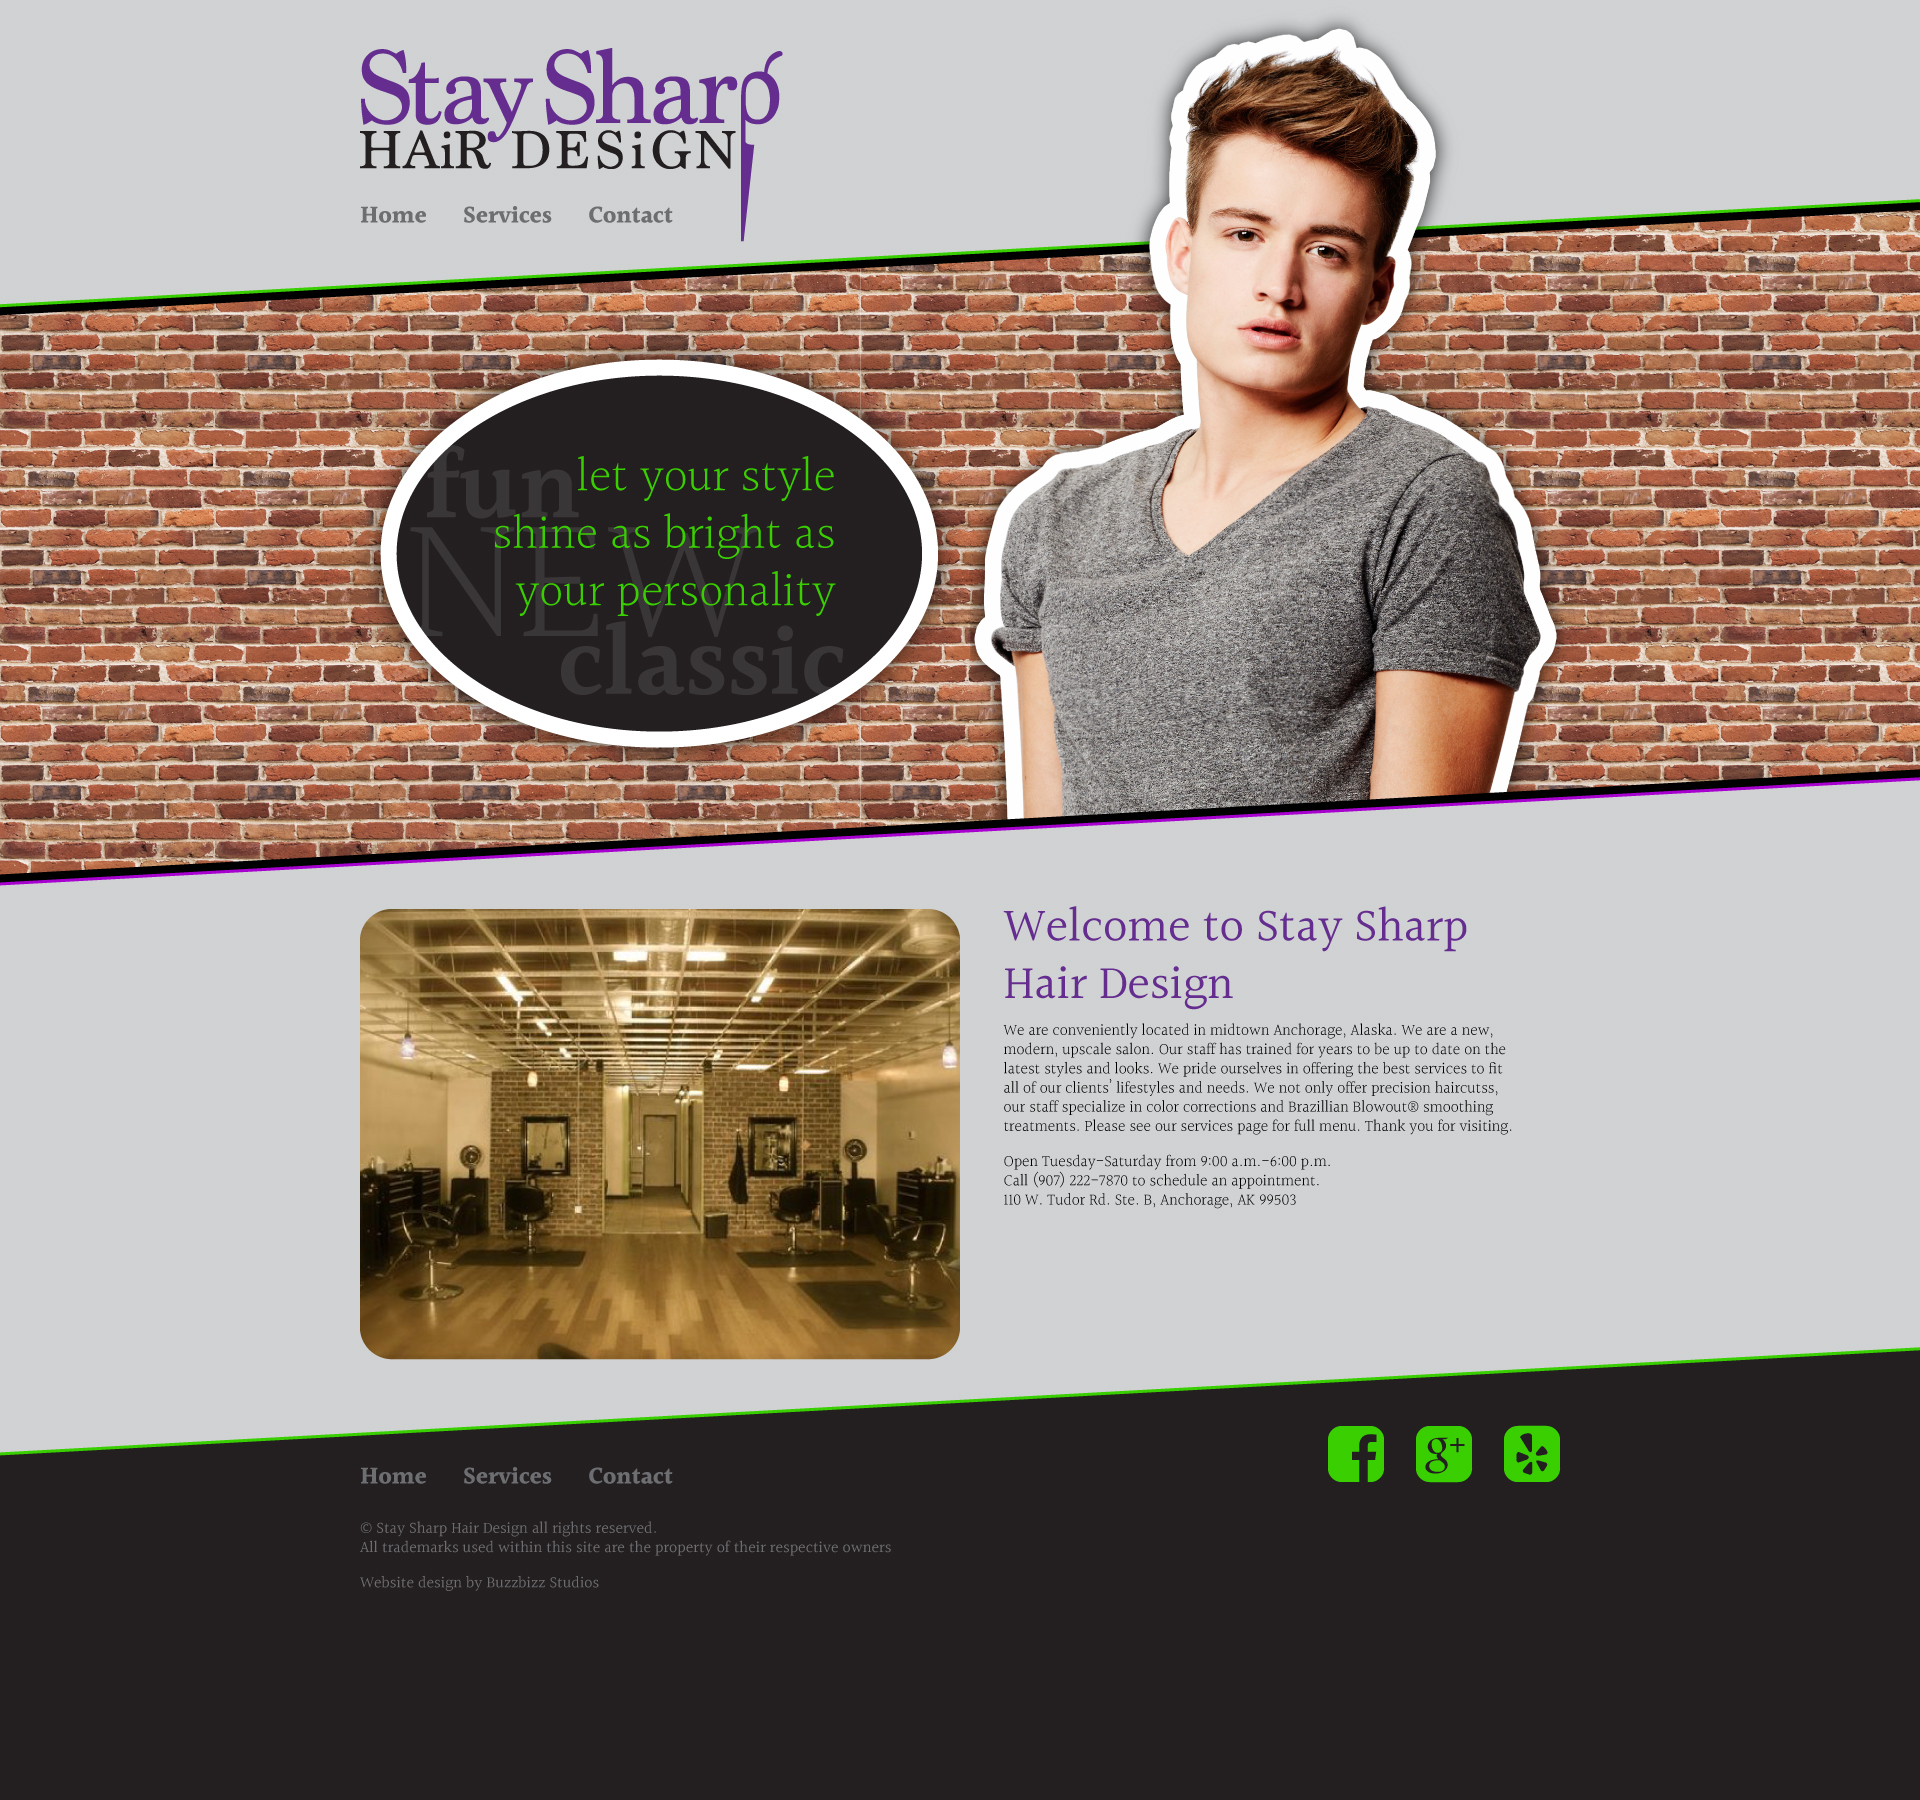 Stay Sharp
HAiR DESiGN
Home Services Contact
fun
NEW
classic
let your style
shine as bright as
your personality
Welcome to Stay Sharp
Hair Design
We are conveniently located in midtown Anchorage, Alaska. We are a new,
modern, upscale salon. Our staff has trained for years to be up to date on the
latest styles and looks. We pride ourselves in offering the best services to fit
all of our clients’ lifestyles and needs. We not only offer precision haircutss,
our staff specialize in color corrections and Brazillian Blowout® smoothing
treatments. Please see our services page for full menu. Thank you for visiting.
Open Tuesday–Saturday from 9:00 a.m.–6:00 p.m.
Call (907) 222-7870 to schedule an appointment.
110 W. Tudor Rd. Ste. B, Anchorage, AK 99503
f g+
Home Services Contact
© Stay Sharp Hair Design all rights reserved.
All trademarks used within this site are the property of their respective owners
Website design by Buzzbizz Studios